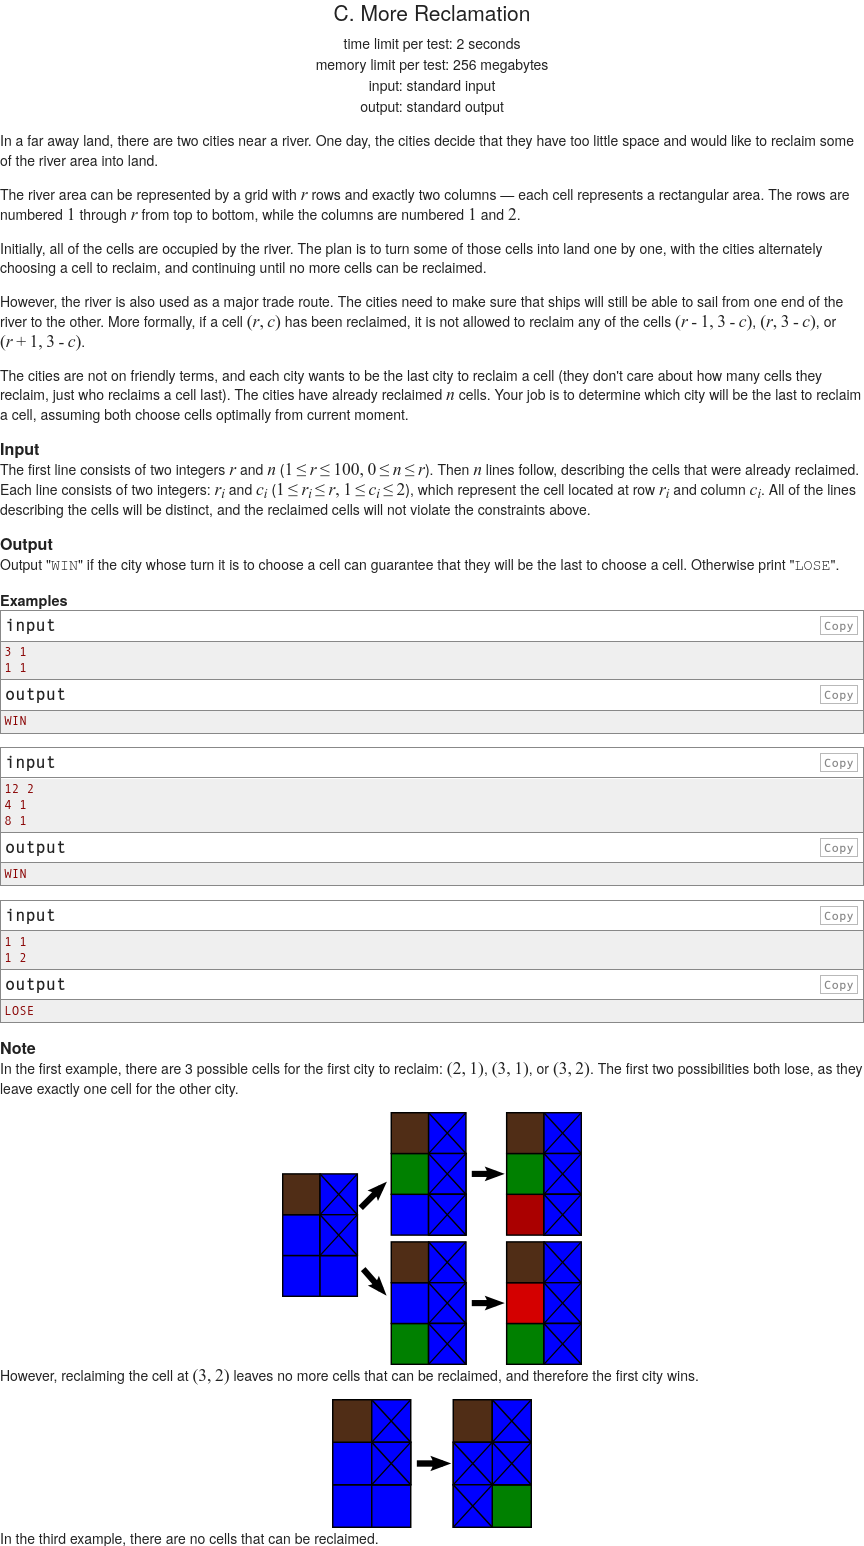 C. More Reclamation
time limit per test: 2 seconds
memory limit per test: 256 megabytes
input: standard input
output: standard output
In a far away land, there are two cities near a river. One day, the cities decide that they have too little space and would like to reclaim some
of the river area into land.
The river area can be represented by a grid with r rows and exactly two columns — each cell represents a rectangular area. The rows are
numbered 1 through r from top to bottom, while the columns are numbered 1 and 2.
Initially, all of the cells are occupied by the river. The plan is to turn some of those cells into land one by one, with the cities alternately
choosing a cell to reclaim, and continuing until no more cells can be reclaimed.
However, the river is also used as a major trade route. The cities need to make sure that ships will still be able to sail from one end of the
river to the other. More formally, if a cell (r, c) has been reclaimed, it is not allowed to reclaim any of the cells (r - 1, 3 - c), (r, 3 - c), or
(r + 1, 3 - c).
The cities are not on friendly terms, and each city wants to be the last city to reclaim a cell (they don't care about how many cells they
reclaim, just who reclaims a cell last). The cities have already reclaimed n cells. Your job is to determine which city will be the last to reclaim
a cell, assuming both choose cells optimally from current moment.
Input
The first line consists of two integers r and n (1 ≤ r ≤ 100, 0 ≤ n ≤ r). Then n lines follow, describing the cells that were already reclaimed.
Each line consists of two integers: ri and ci (1 ≤ ri ≤ r, 1 ≤ ci ≤ 2), which represent the cell located at row ri and column ci. All of the lines
describing the cells will be distinct, and the reclaimed cells will not violate the constraints above.
Output
Output "WIN" if the city whose turn it is to choose a cell can guarantee that they will be the last to choose a cell. Otherwise print "LOSE".
Examples
input
Copy
3 1
1 1
output
Copy
WIN
input
Copy
12 2
4 1
8 1
output
Copy
WIN
input
Copy
1 1
1 2
output
Copy
LOSE
Note
In the first example, there are 3 possible cells for the first city to reclaim: (2, 1), (3, 1), or (3, 2). The first two possibilities both lose, as they
leave exactly one cell for the other city.
However, reclaiming the cell at (3, 2) leaves no more cells that can be reclaimed, and therefore the first city wins.
In the third example, there are no cells that can be reclaimed.